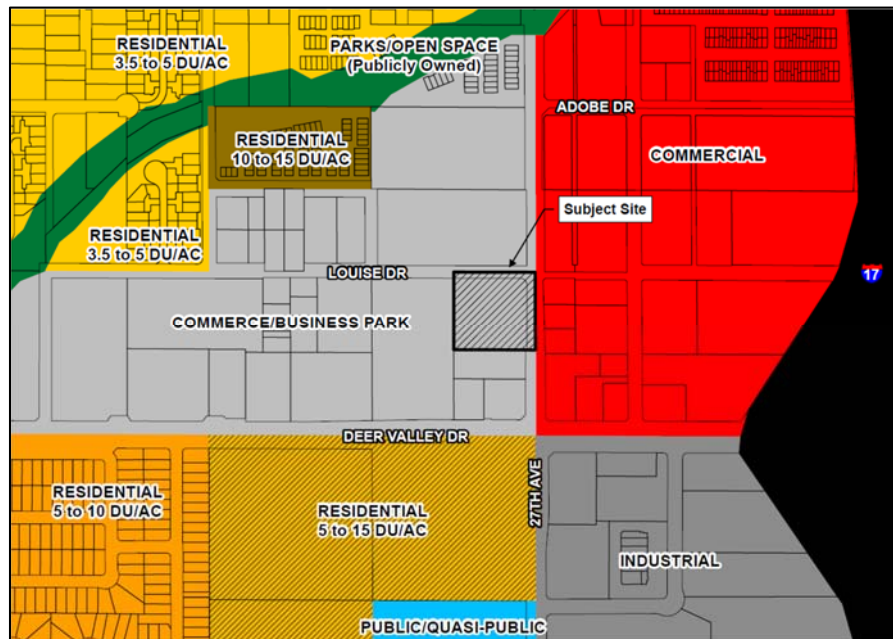 RESIDENTIAL
3.5 to 5 DU/AC
PARKS/OPEN SPACE
(Publicly Owned)
ADOBE DR
RESIDENTIAL
10 to 15 DU/AC
COMMERCIAL
Subject Site
RESIDENTIAL
3.5 to 5 DU/AC
LOUISE DR
17
COMMERCE/BUSINESS PARK
DEER VALLEY DR
27TH AVE
RESIDENTIAL
5 to 10 DU/AC
RESIDENTIAL
5 to 15 DU/AC
INDUSTRIAL
PUBLIC/QUASI-PUBLIC